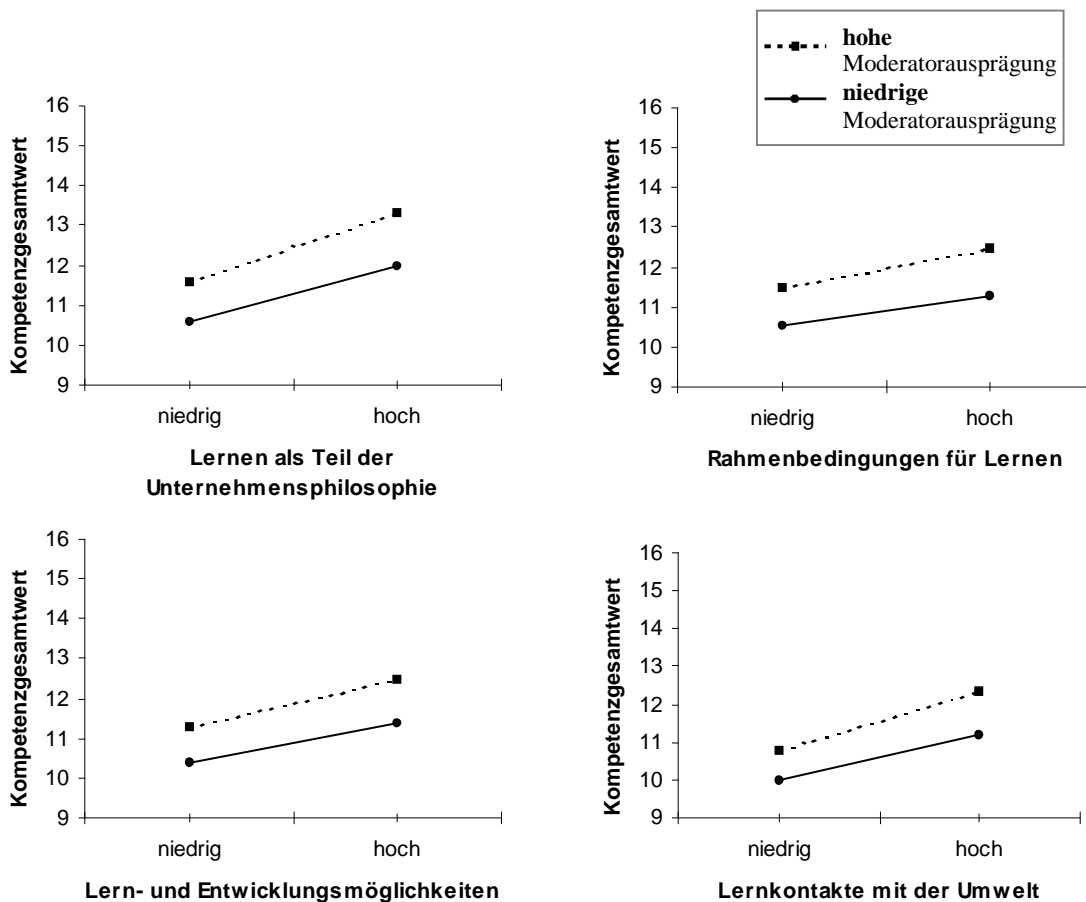 hohe
Moderatorausprägung
niedrige
Moderatorausprägung
Kompetenzgesamtwert
16
15
14
13
12
11
10
9
niedrig hoch
Lernen als Teil der
Unternehmensphilosophie
Kompetenzgesamtwert
16
15
14
13
12
11
10
9
niedrig hoch
Rahmenbedingungen für Lernen
Kompetenzgesamtwert
16
15
14
13
12
11
10
9
niedrig hoch
Lern- und Entwicklungsmöglichkeiten
Kompetenzgesamtwert
16
15
14
13
12
11
10
9
niedrig hoch
Lernkontakte mit der Umwelt